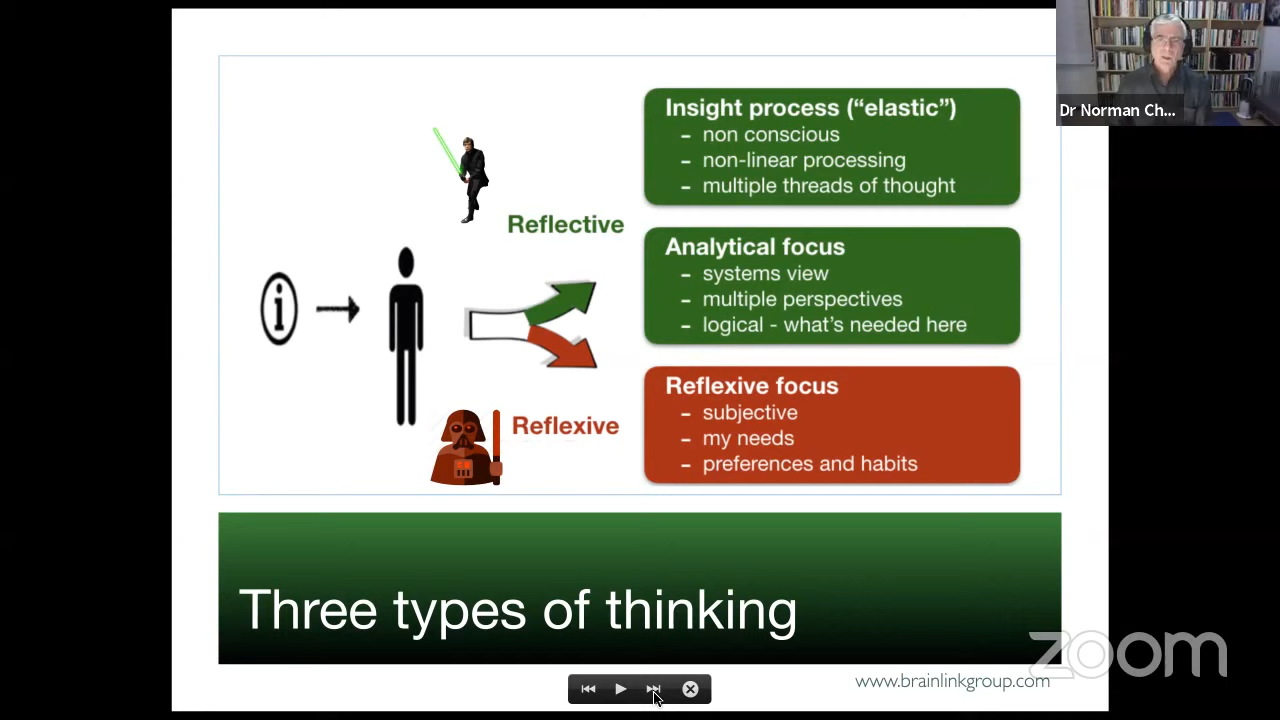 Dr Norman Ch...
Insight process (“elastic”)
- non conscious
- non-linear processing
- multiple threads of thought
Reflective
Analytical focus
- systems view
- multiple perspectives
- logical - what's needed here
i
Reflexive
Reflexive focus
- subjective
- my needs
- preferences and habits
Three types of thinking
zoom
www.brainlinkgroup.com